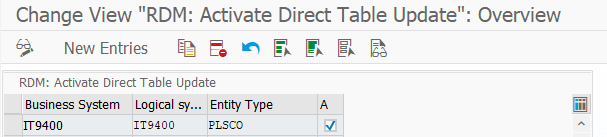 Change View "RDM: Activate Direct Table Update": Overview
New Entries
RDM: Activate Direct Table Update
Business System Logical sy... Entity Type A
IT9400 IT9400 PLSCO